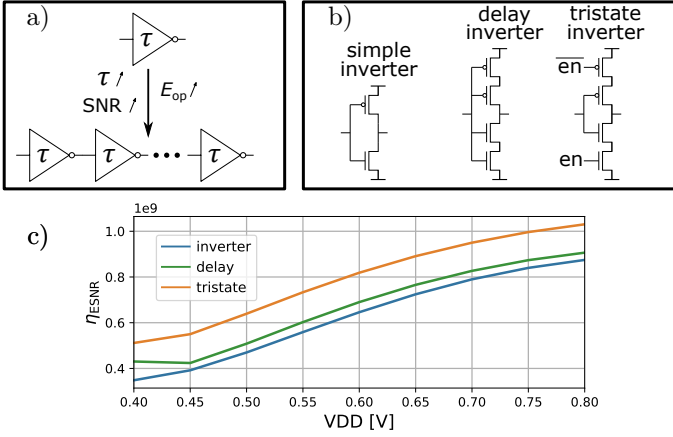 a)
τ
τ ↗
SNR ↗
E_op ↗
τ
τ
•••
τ
b)
simple
inverter
delay
inverter
tristate
inverter
e̅n̅
en
c)
1e9
1.0
0.8
0.6
0.4
η_ESNR
inverter
delay
tristate
0.40 0.45 0.50 0.55 0.60 0.65 0.70 0.75 0.80
VDD [V]